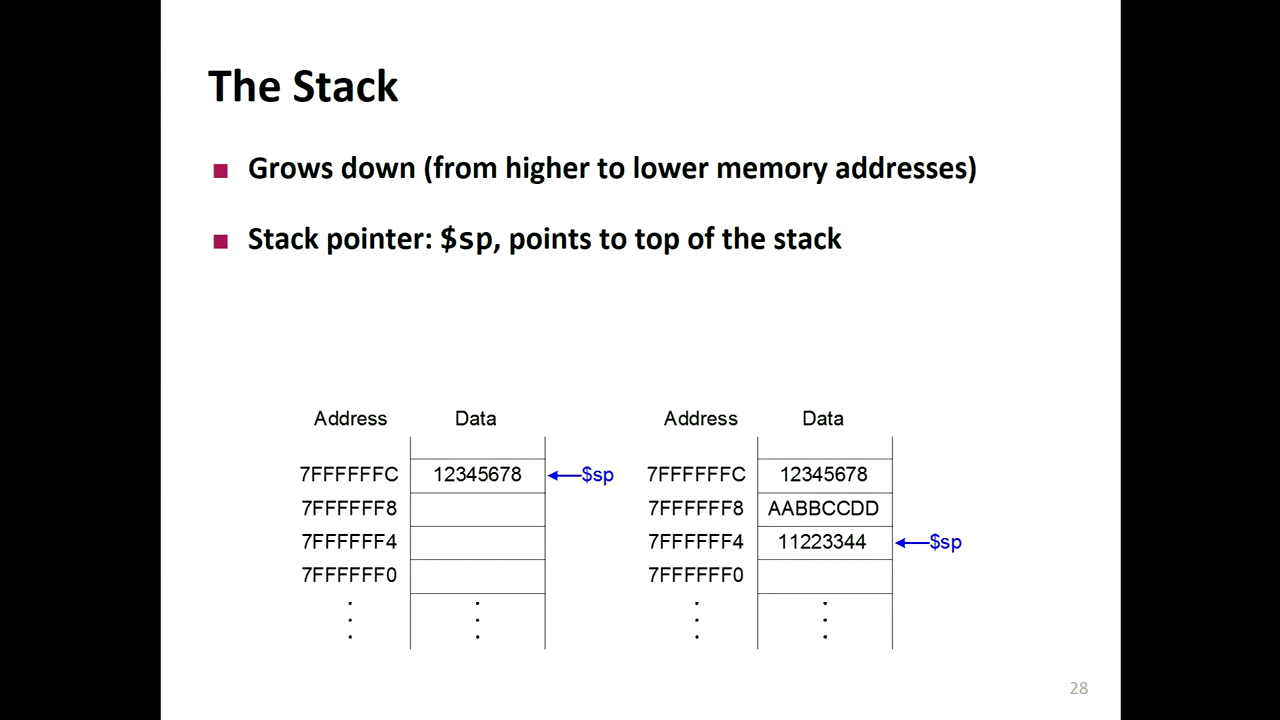 The Stack
Grows down (from higher to lower memory addresses)
Stack pointer: $sp, points to top of the stack
Address Data Address Data
7FFFFFFC 12345678 $sp 7FFFFFFC 12345678
7FFFFFF8 7FFFFFF8 AABBCCDD
7FFFFFF4 7FFFFFF4 11223344 $sp
7FFFFFF0 7FFFFFF0
28